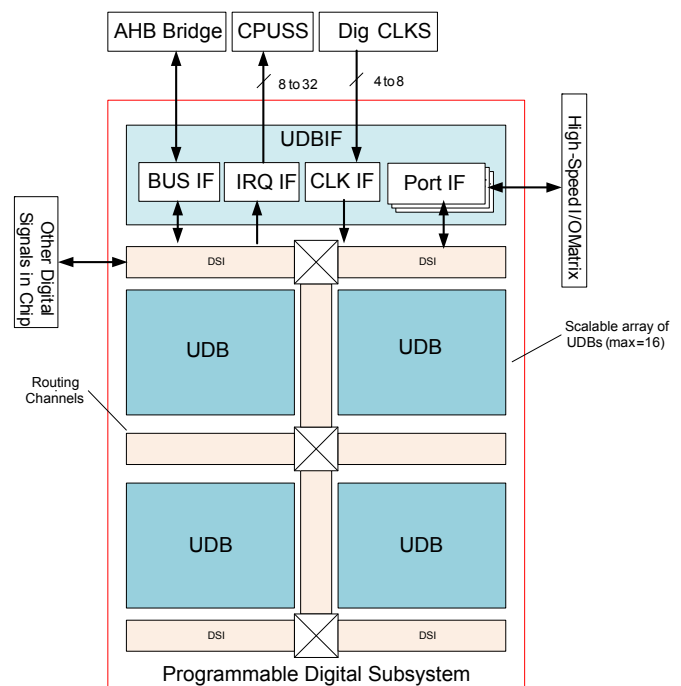 AHB Bridge
CPUSS
Dig CLKS
8 to 32
4 to 8
UDBIF
BUS IF
IRQ IF
CLK IF
Port IF
High-Speed I/O Matrix
Other Digital
Signals in Chip
DSI
DSI
UDB
UDB
Scalable array of
UDBs (max=16)
Routing
Channels
UDB
UDB
DSI
DSI
Programmable Digital Subsystem